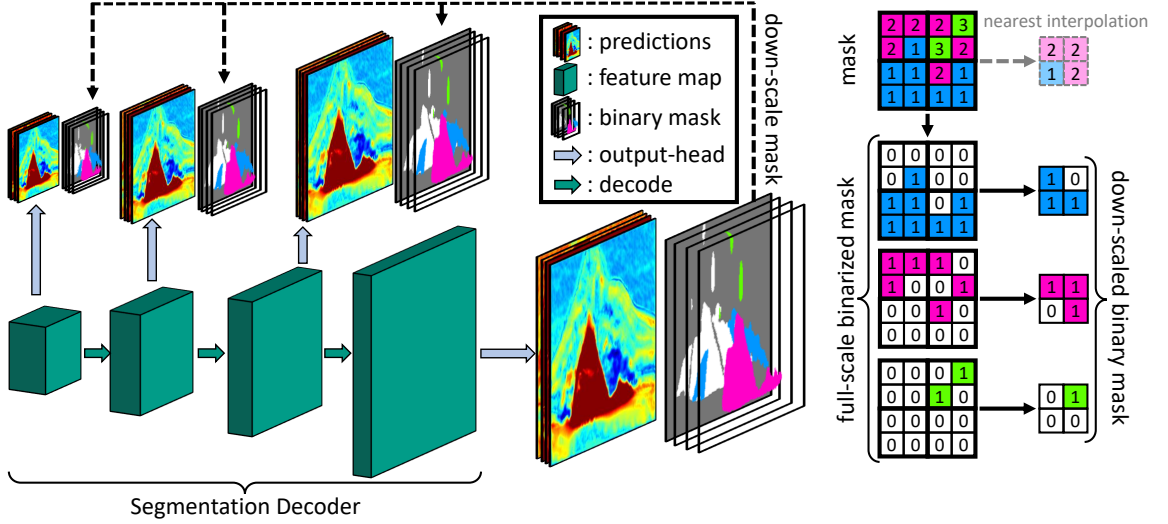 : predictions
: feature map
: binary mask
: output-head
: decode
down-scale mask
Segmentation Decoder
mask
2 2 2 3
2 1 3 2
1 1 2 1
1 1 1 1
nearest interpolation
2 2
1 2
full-scale binarized mask
0 0 0 0
0 1 0 0
1 1 0 1
1 1 1 1
1 0
1 1
1 1 1 0
1 0 0 1
0 0 1 0
0 0 0 0
1 1
0 1
0 0 0 1
0 0 1 0
0 0 0 0
0 0 0 0
0 1
0 0
down-scaled binary mask